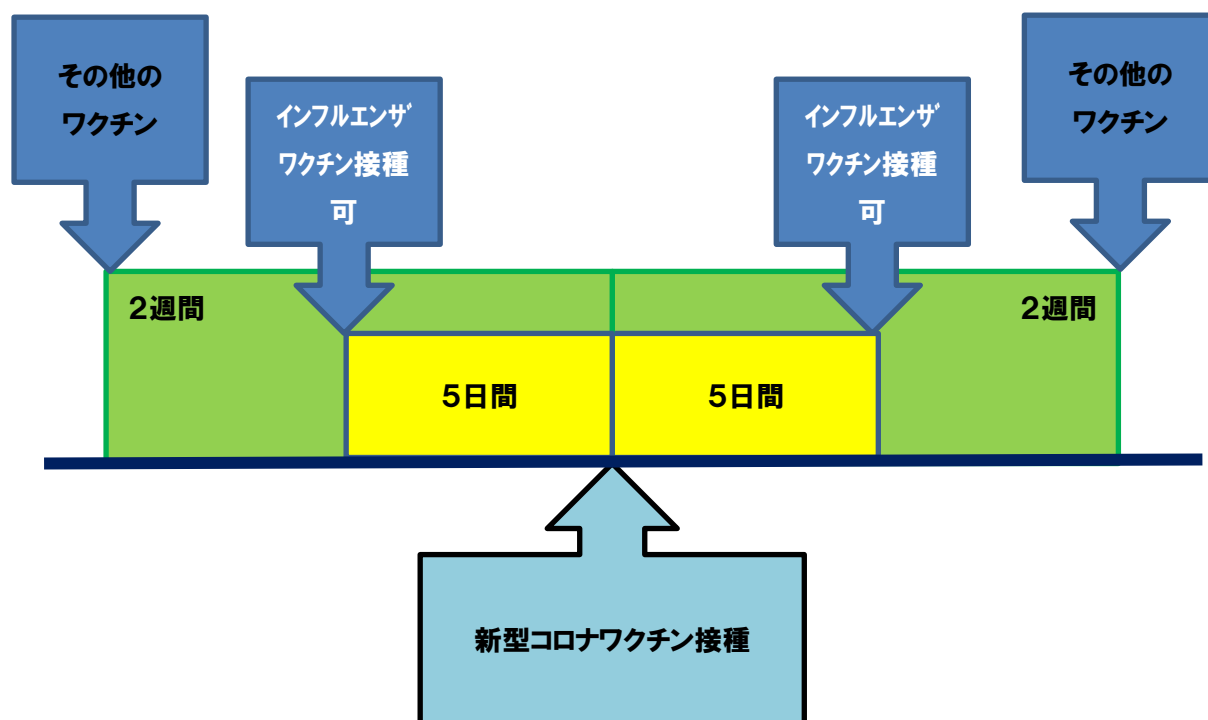 その他の
ワクチン
インフルエンザ
ワクチン接種
可
インフルエンザ
ワクチン接種
可
その他の
ワクチン
2週間
2週間
5日間
5日間
新型コロナワクチン接種